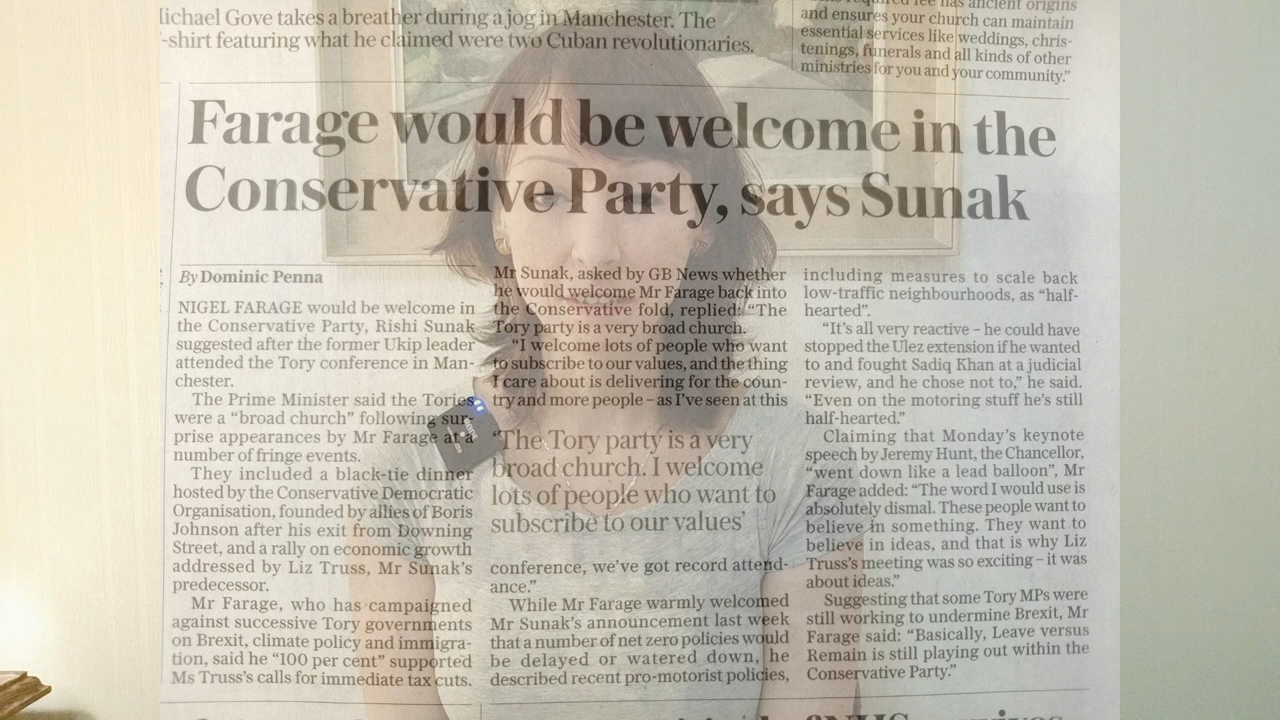 Michael Gove takes a breather during a jog in Manchester. The
-shirt featuring what he claimed were two Cuban revolutionaries.
required fee has ancient origins
and ensures your church can maintain
essential services like weddings, chris-
tenings, funerals and all kinds of other
ministries for you and your community.”
Farage would be welcome in the
Conservative Party, says Sunak
By Dominic Penna
NIGEL FARAGE would be welcome in
the Conservative Party, Rishi Sunak
suggested after the former Ukip leader
attended the Tory conference in Man-
chester.
The Prime Minister said the Tories
were a “broad church” following sur-
prise appearances by Mr Farage at a
number of fringe events.
They included a black-tie dinner
hosted by the Conservative Democratic
Organisation, founded by allies of Boris
Johnson after his exit from Downing
Street, and a rally on economic growth
addressed by Liz Truss, Mr Sunak’s
predecessor.
Mr Farage, who has campaigned
against successive Tory governments
on Brexit, climate policy and immigra-
tion, said he “100 per cent” supported
Ms Truss’s calls for immediate tax cuts.
Mr Sunak, asked by GB News whether
he would welcome Mr Farage back into
the Conservative fold, replied: “The
Tory party is a very broad church.
“I welcome lots of people who want
to subscribe to our values, and the thing
I care about is delivering for the coun-
try and more people – as I’ve seen at this
‘The Tory party is a very
broad church. I welcome
lots of people who want to
subscribe to our values’
conference, we’ve got record attend-
ance.”
While Mr Farage warmly welcomed
Mr Sunak’s announcement last week
that a number of net zero policies would
be delayed or watered down, he
described recent pro-motorist policies,
including measures to scale back
low-traffic neighbourhoods, as “half-
hearted”.
“It’s all very reactive – he could have
stopped the Ulez extension if he wanted
to and fought Sadiq Khan at a judicial
review, and he chose not to,” he said.
“Even on the motoring stuff he’s still
half-hearted.”
Claiming that Monday’s keynote
speech by Jeremy Hunt, the Chancellor,
“went down like a lead balloon”, Mr
Farage added: “The word I would use is
absolutely dismal. These people want to
believe in something. They want to
believe in ideas, and that is why Liz
Truss’s meeting was so exciting – it was
about ideas.”
Suggesting that some Tory MPs were
still working to undermine Brexit, Mr
Farage said: “Basically, Leave versus
Remain is still playing out within the
Conservative Party.”